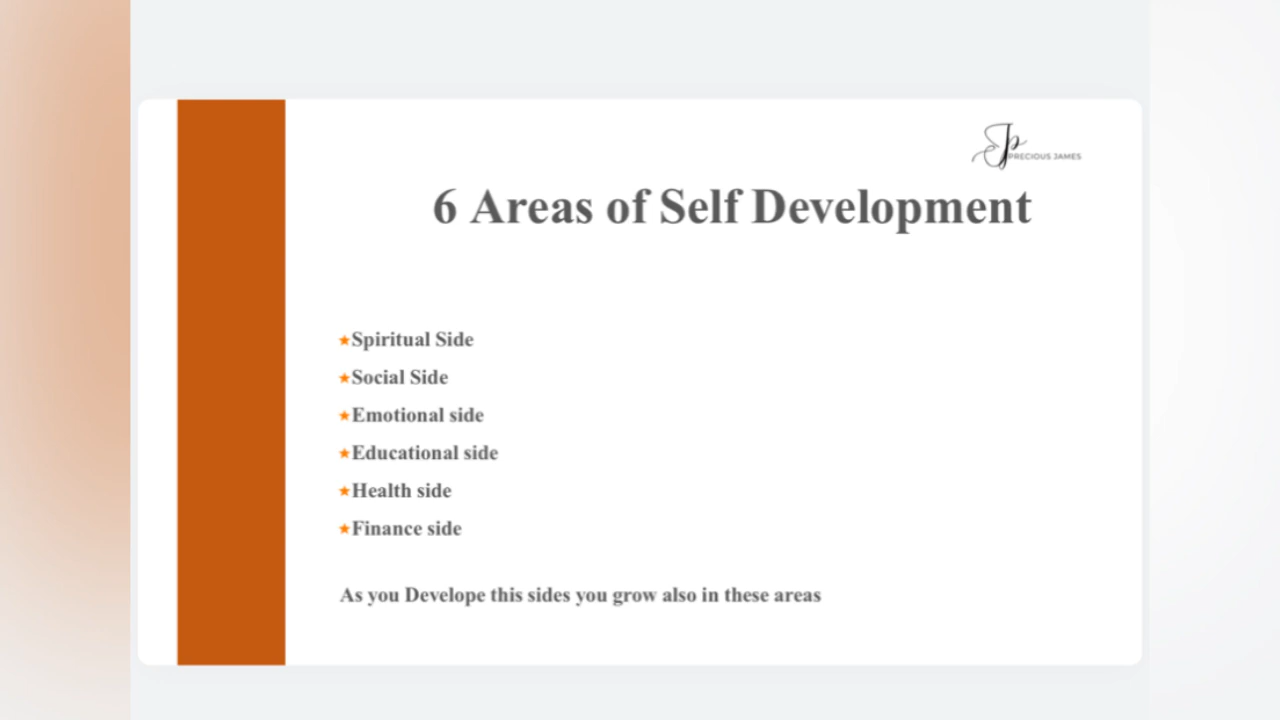 Jp
PRECIOUS JAMES
6 Areas of Self Development
Spiritual Side
Social Side
Emotional side
Educational side
Health side
Finance side
As you Develope this sides you grow also in these areas